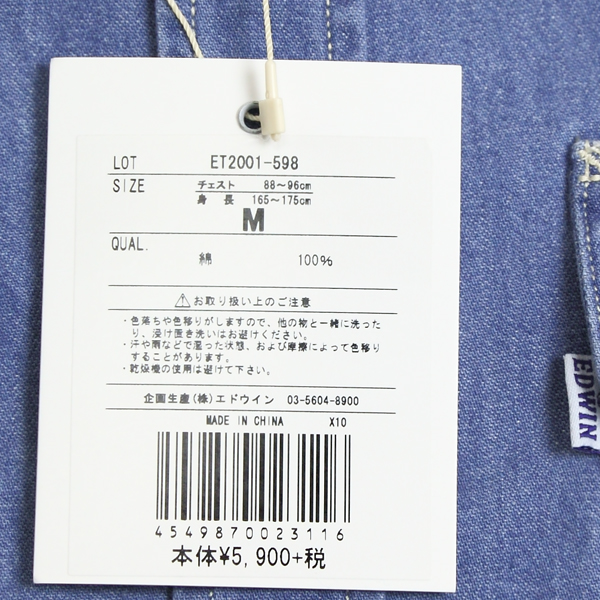 LOT ET2001-598
SIZE チェスト 88～96cm
身 長 165～175cm
M
QUAL.
綿 100%
⚠お取り扱い上のご注意
・色落ちや色移りがしますので、他の物と一緒に洗った
り、浸け置き洗いはお避けください。
・汗や雨などで湿った状態、および摩擦によって色移り
することがあります。
・乾燥機の使用は避けて下さい。
企画生産(株)エドウイン 03-5604-8900
MADE IN CHINA X10
4549870023116
本体¥5,900+税
EDWIN